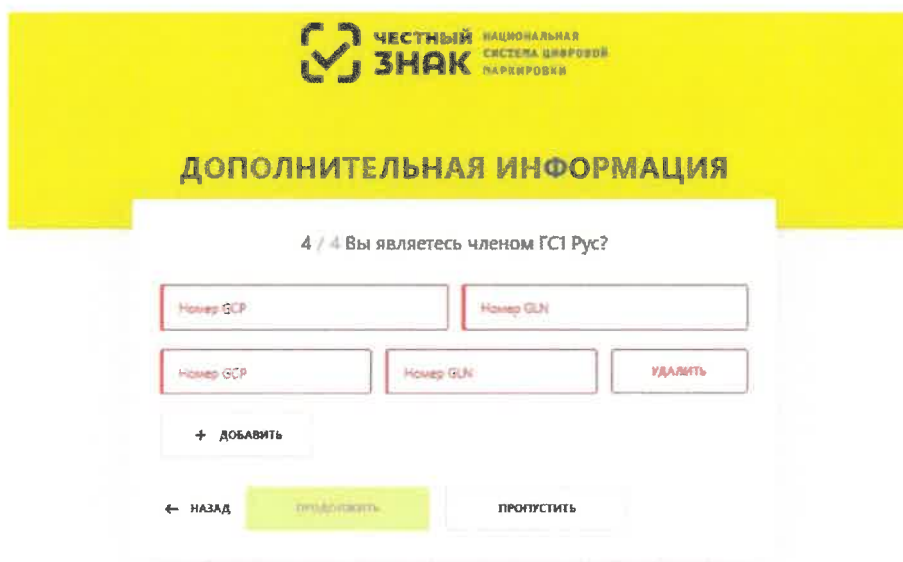 ЧЕСТНЫЙ ЗНАК
НАЦИОНАЛЬНАЯ
СИСТЕМА ЦИФРОВОЙ
МАРКИРОВКИ
ДОПОЛНИТЕЛЬНАЯ ИНФОРМАЦИЯ
4 / 4 Вы являетесь членом ГС1 Рус?
Номер GCP Номер GLN
Номер GCP Номер GLN УДАЛИТЬ
+ ДОБАВИТЬ
← НАЗАД ПРОДОЛЖИТЬ ПРОПУСТИТЬ